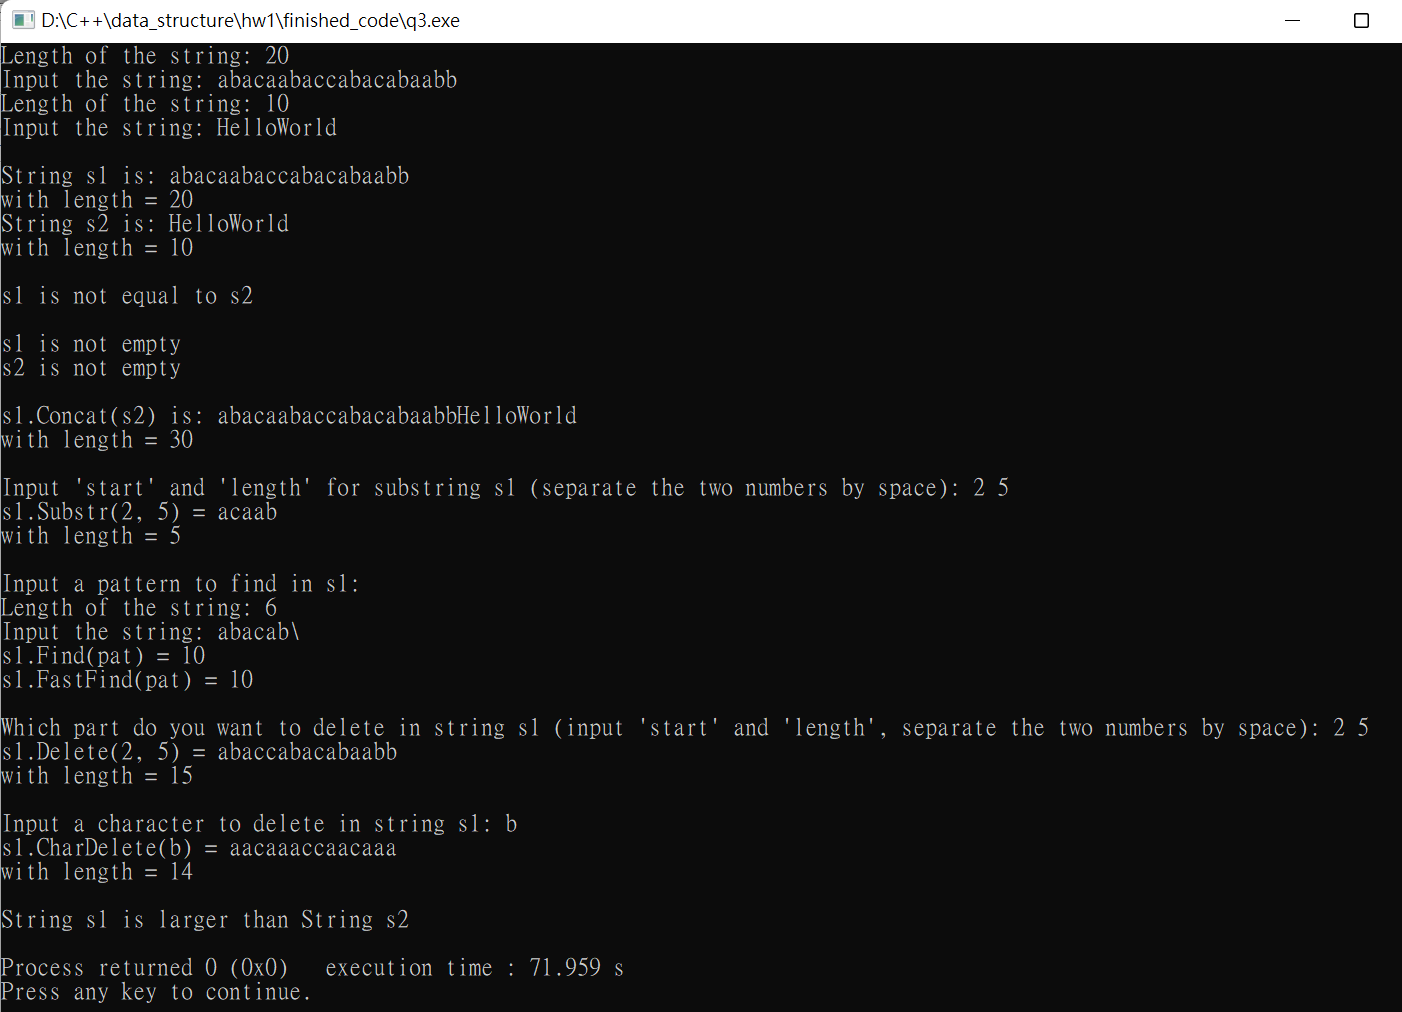 D:\C++\data_structure\hw1\finished_code\q3.exe
Length of the string: 20
Input the string: abacaabaccabacabaabb
Length of the string: 10
Input the string: HelloWorld
String s1 is: abacaabaccabacabaabb
with length = 20
String s2 is: HelloWorld
with length = 10
s1 is not equal to s2
s1 is not empty
s2 is not empty
s1.Concat(s2) is: abacaabaccabacabaabbHelloWorld
with length = 30
Input 'start' and 'length' for substring s1 (separate the two numbers by space): 2 5
s1.Substr(2, 5) = acaab
with length = 5
Input a pattern to find in s1:
Length of the string: 6
Input the string: abacab\
s1.Find(pat) = 10
s1.FastFind(pat) = 10
Which part do you want to delete in string s1 (input 'start' and 'length', separate the two numbers by space): 2 5
s1.Delete(2, 5) = abaccabacabaabb
with length = 15
Input a character to delete in string s1: b
s1.CharDelete(b) = aacaaaccaacaaa
with length = 14
String s1 is larger than String s2
Process returned 0 (0x0)   execution time : 71.959 s
Press any key to continue.